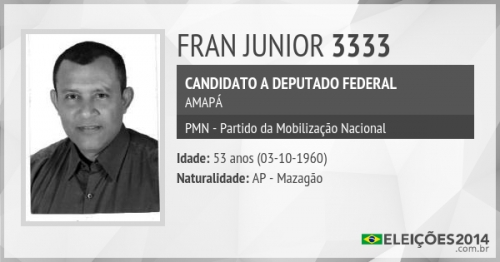 FRAN JUNIOR 3333
CANDIDATO A DEPUTADO FEDERAL
AMAPÁ
PMN - Partido da Mobilização Nacional
Idade: 53 anos (03-10-1960)
Naturalidade: AP - Mazagão
ELEIÇÕES2014
.com.br